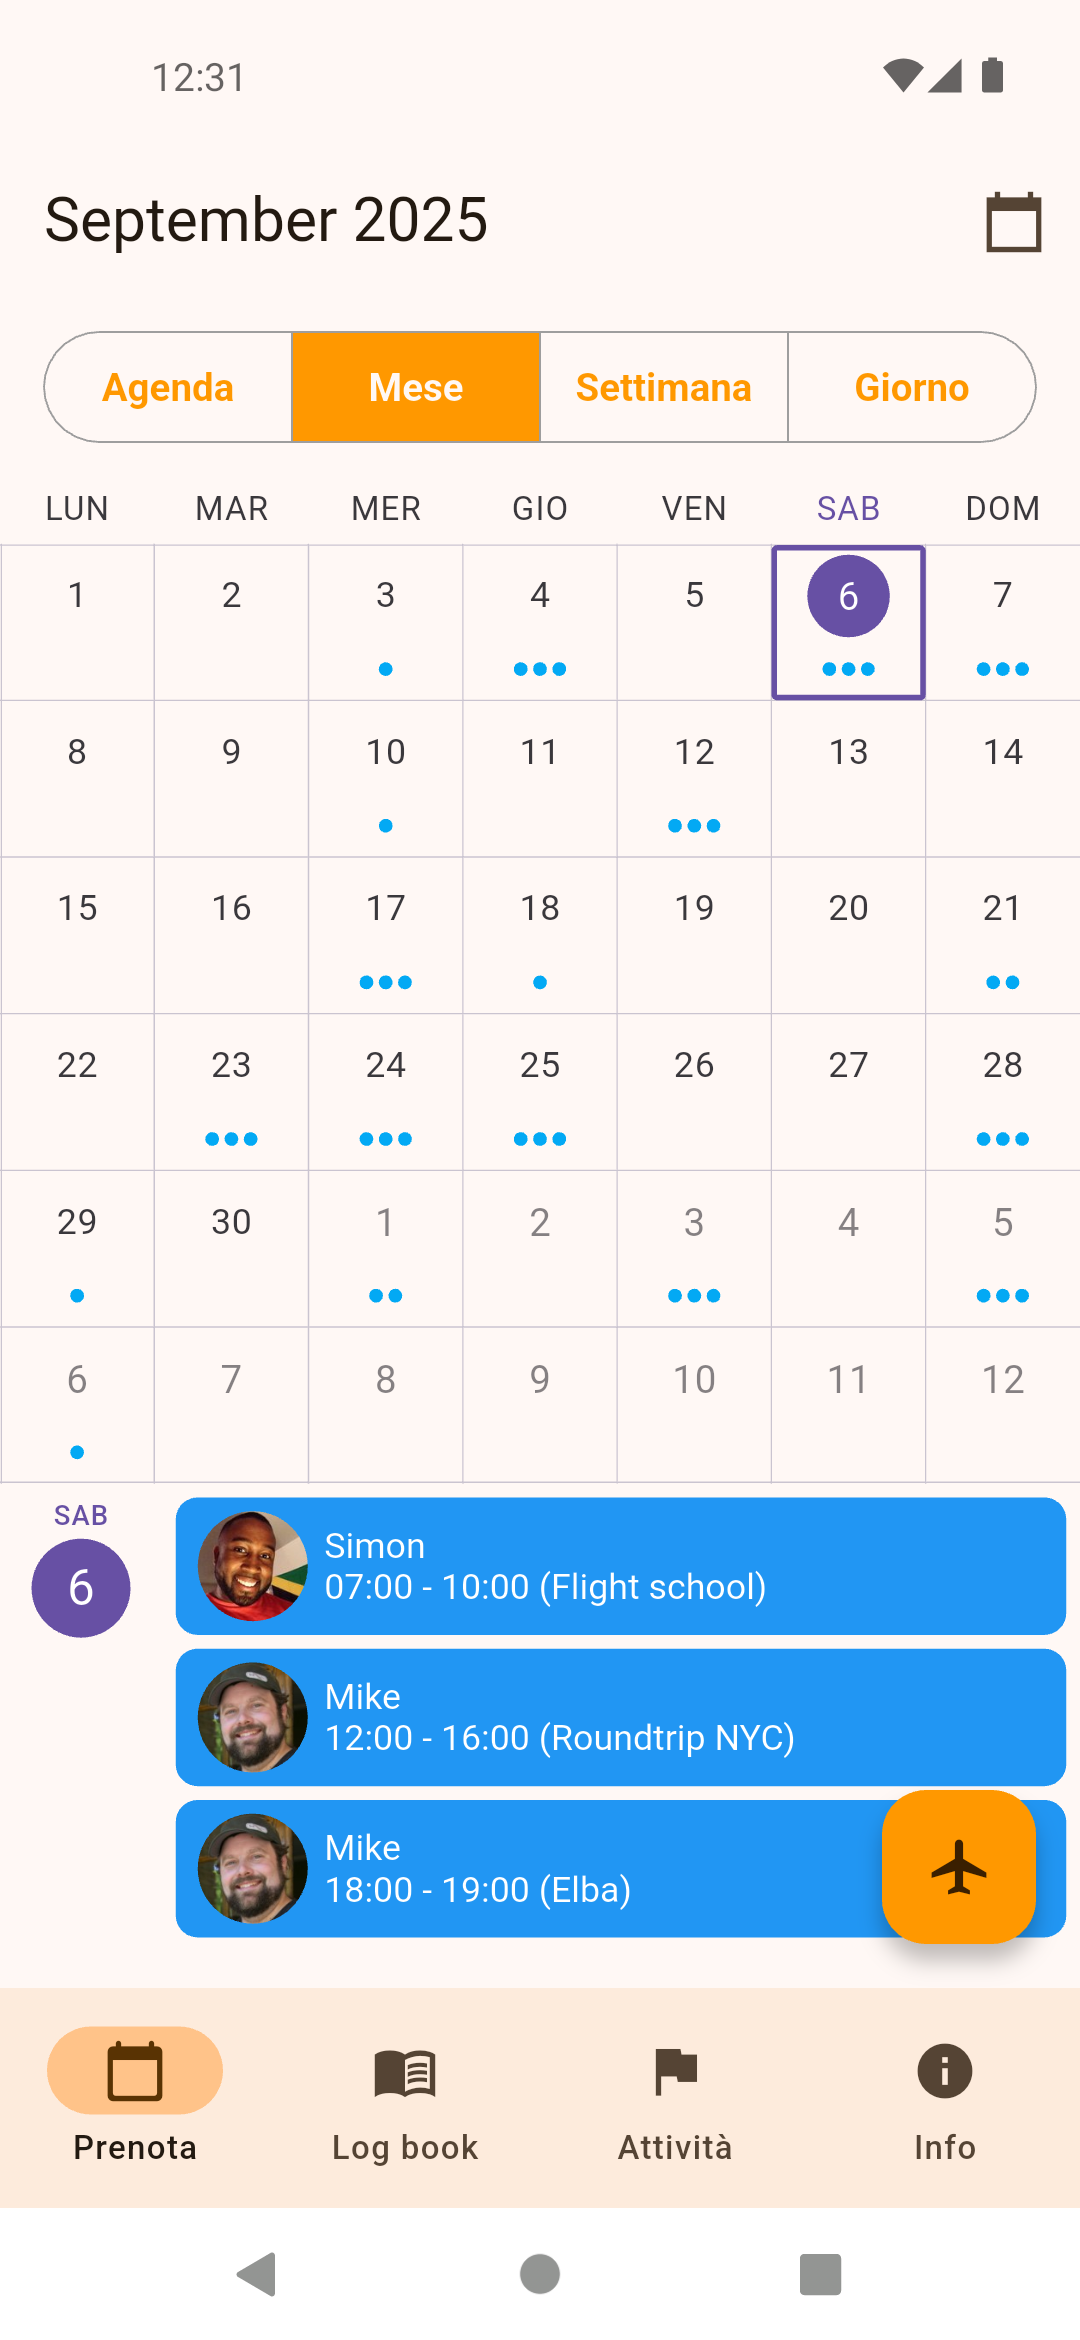 12:31
September 2025
Agenda Mese Settimana Giorno
LUN MAR MER GIO VEN SAB DOM
1 2 3 4 5 6 7
8 9 10 11 12 13 14
15 16 17 18 19 20 21
22 23 24 25 26 27 28
29 30 1 2 3 4 5
6 7 8 9 10 11 12
SAB
6
Simon
07:00 - 10:00 (Flight school)
Mike
12:00 - 16:00 (Roundtrip NYC)
Mike
18:00 - 19:00 (Elba)
Prenota Log book Attività Info